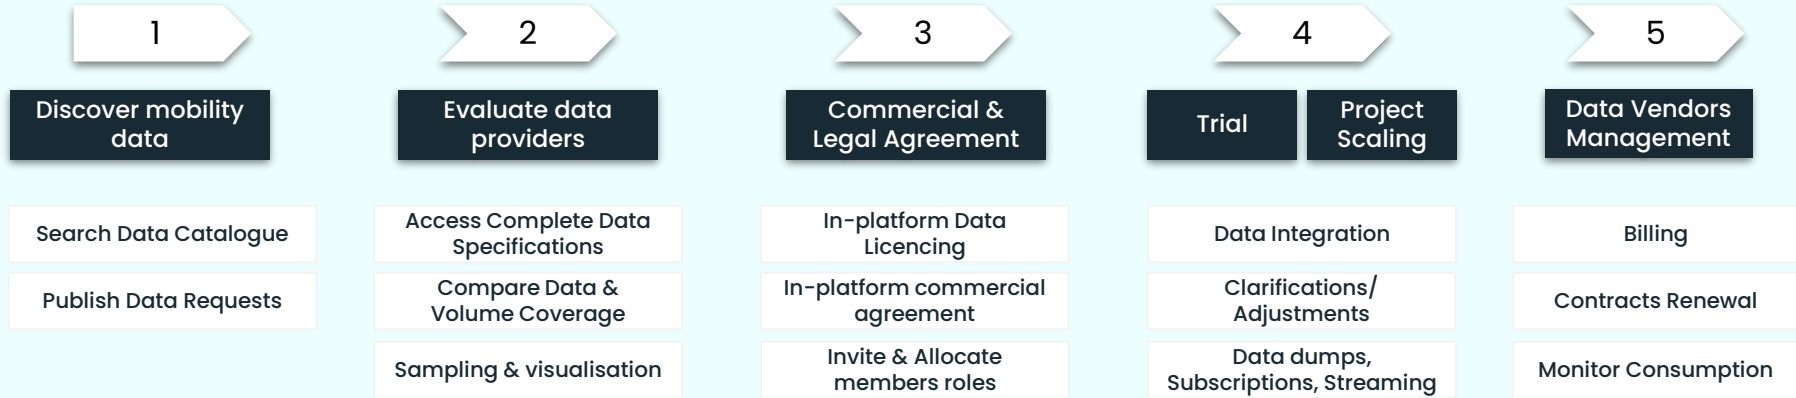 1
2
3
4
5
Discover mobility
data
Evaluate data
providers
Commercial &
Legal Agreement
Trial
Project
Scaling
Data Vendors
Management
Search Data Catalogue
Access Complete Data
Specifications
In-platform Data
Licencing
Data Integration
Billing
Publish Data Requests
Compare Data &
Volume Coverage
In-platform commercial
agreement
Clarifications/
Adjustments
Contracts Renewal
Sampling & visualisation
Invite & Allocate
members roles
Data dumps,
Subscriptions, Streaming
Monitor Consumption